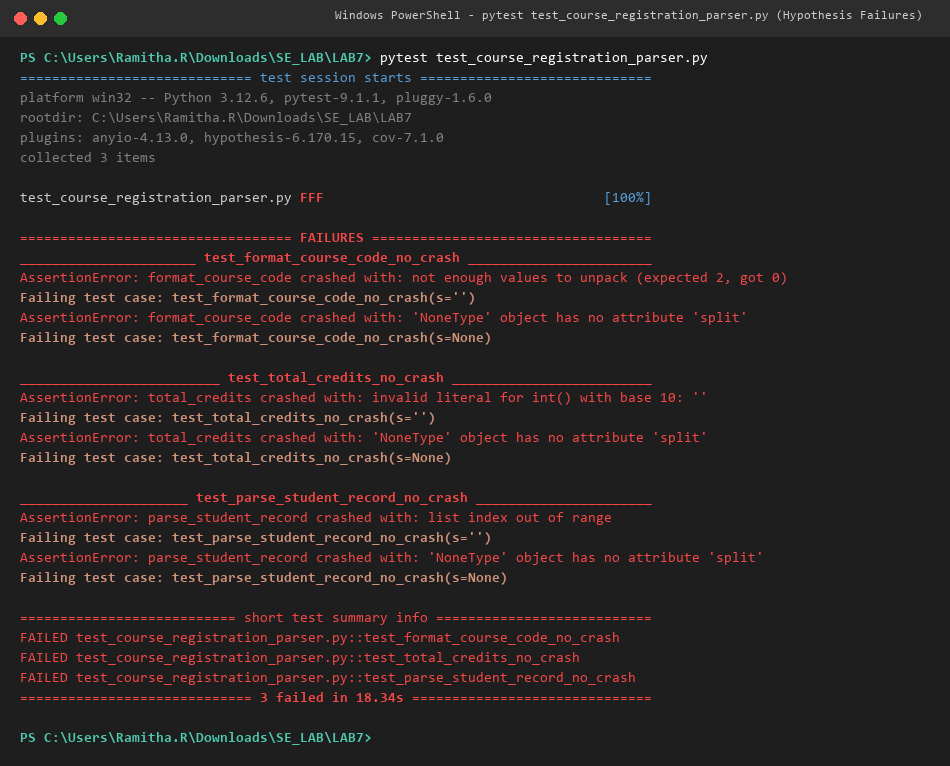 Windows PowerShell - pytest test_course_registration_parser.py (Hypothesis Failures)
PS C:\Users\Ramitha.R\Downloads\SE_LAB\LAB7> pytest test_course_registration_parser.py
============================= test session starts =============================
platform win32 -- Python 3.12.6, pytest-9.1.1, pluggy-1.6.0
rootdir: C:\Users\Ramitha.R\Downloads\SE_LAB\LAB7
plugins: anyio-4.13.0, hypothesis-6.170.15, cov-7.1.0
collected 3 items
test_course_registration_parser.py FFF [100%]
================================== FAILURES ===================================
______________________ test_format_course_code_no_crash _______________________
AssertionError: format_course_code crashed with: not enough values to unpack (expected 2, got 0)
Failing test case: test_format_course_code_no_crash(s='')
AssertionError: format_course_code crashed with: 'NoneType' object has no attribute 'split'
Failing test case: test_format_course_code_no_crash(s=None)
_________________________ test_total_credits_no_crash _________________________
AssertionError: total_credits crashed with: invalid literal for int() with base 10: ''
Failing test case: test_total_credits_no_crash(s='')
AssertionError: total_credits crashed with: 'NoneType' object has no attribute 'split'
Failing test case: test_total_credits_no_crash(s=None)
_____________________ test_parse_student_record_no_crash ______________________
AssertionError: parse_student_record crashed with: list index out of range
Failing test case: test_parse_student_record_no_crash(s='')
AssertionError: parse_student_record crashed with: 'NoneType' object has no attribute 'split'
Failing test case: test_parse_student_record_no_crash(s=None)
=========================== short test summary info ===========================
FAILED test_course_registration_parser.py::test_format_course_code_no_crash
FAILED test_course_registration_parser.py::test_total_credits_no_crash
FAILED test_course_registration_parser.py::test_parse_student_record_no_crash
============================= 3 failed in 18.34s ==============================
PS C:\Users\Ramitha.R\Downloads\SE_LAB\LAB7>